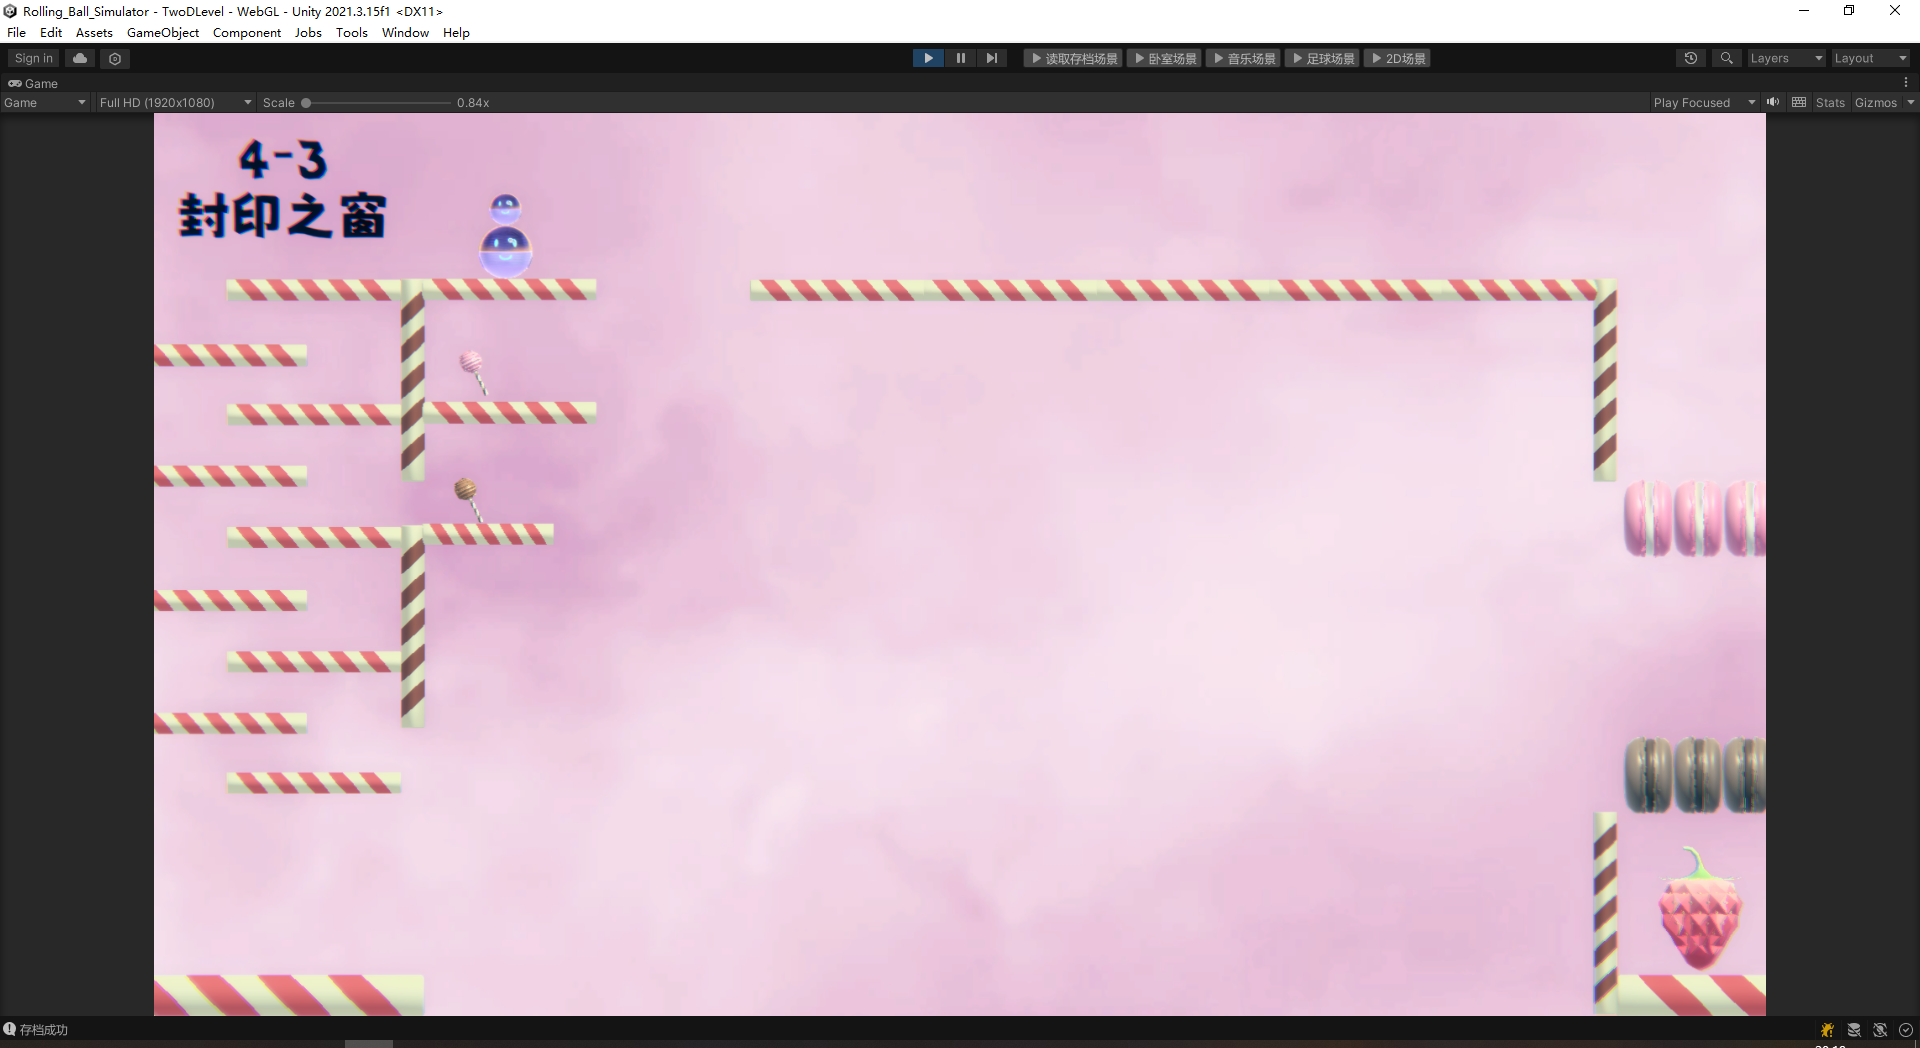 Rolling_Ball_Simulator - TwoDLevel - WebGL - Unity 2021.3.15f1 <DX11>
File Edit Assets GameObject Component Jobs Tools Window Help
Sign in 读取存档场景 卧室场景 音乐场景 足球场景 2D场景 Layers Layout
Game
Game Full HD (1920x1080) Scale 0.84x Play Focused Stats Gizmos
4-3
封印之窗
存档成功